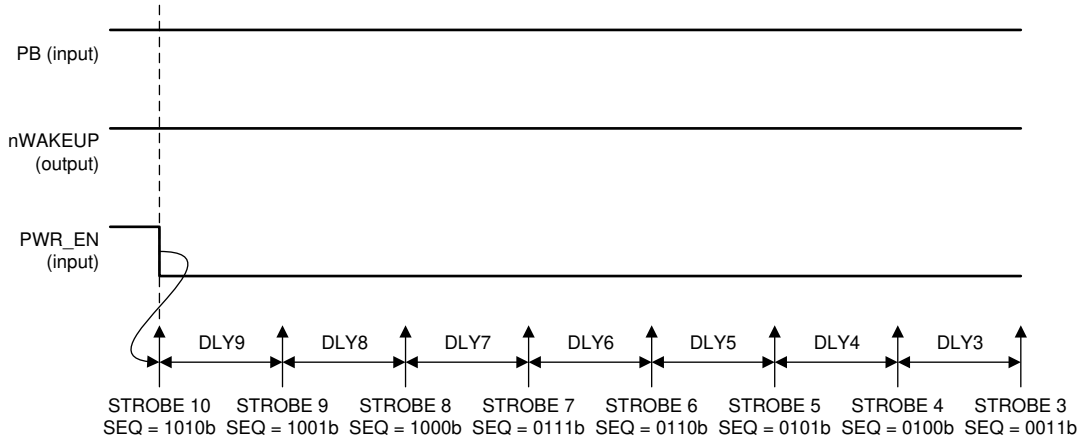 PB (input)
nWAKEUP
(output)
PWR_EN
(input)
DLY9 DLY8 DLY7 DLY6 DLY5 DLY4 DLY3
STROBE 10 STROBE 9 STROBE 8 STROBE 7 STROBE 6 STROBE 5 STROBE 4 STROBE 3
SEQ = 1010b SEQ = 1001b SEQ = 1000b SEQ = 0111b SEQ = 0110b SEQ = 0101b SEQ = 0100b SEQ = 0011b